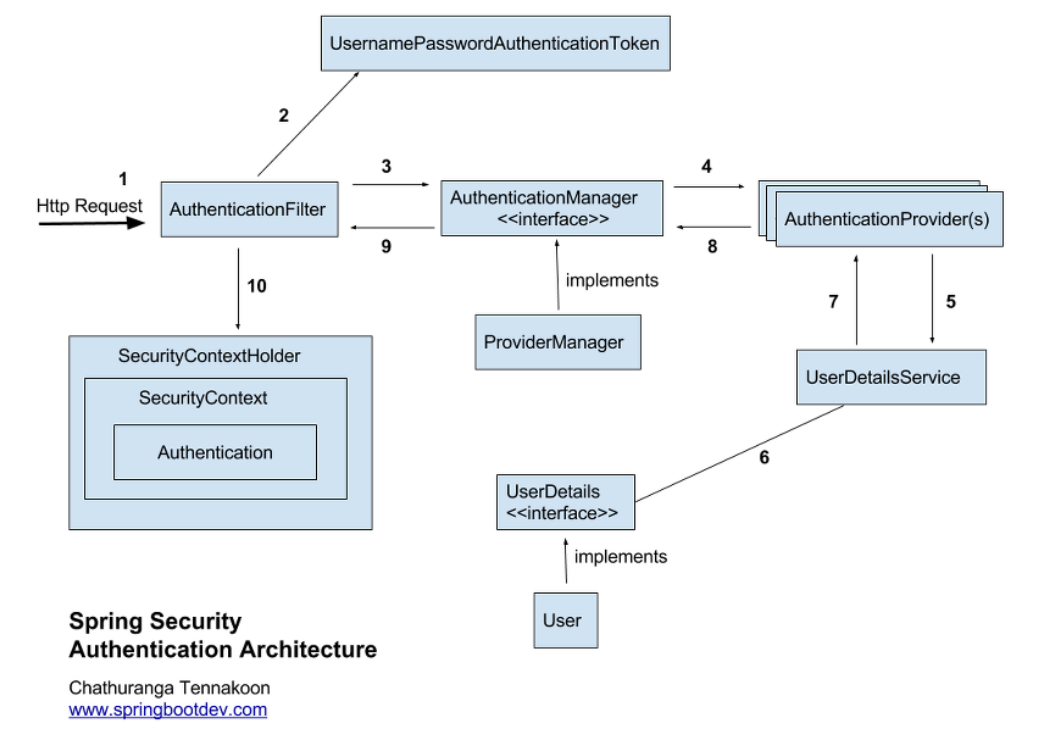 UsernamePasswordAuthenticationToken
2
1
Http Request
AuthenticationFilter
3
9
AuthenticationManager
<<interface>>
4
8
AuthenticationProvider(s)
10
implements
7
5
ProviderManager
UserDetailsService
SecurityContextHolder
SecurityContext
Authentication
6
UserDetails
<<interface>>
implements
User
Spring Security
Authentication Architecture
Chathuranga Tennakoon
www.springbootdev.com